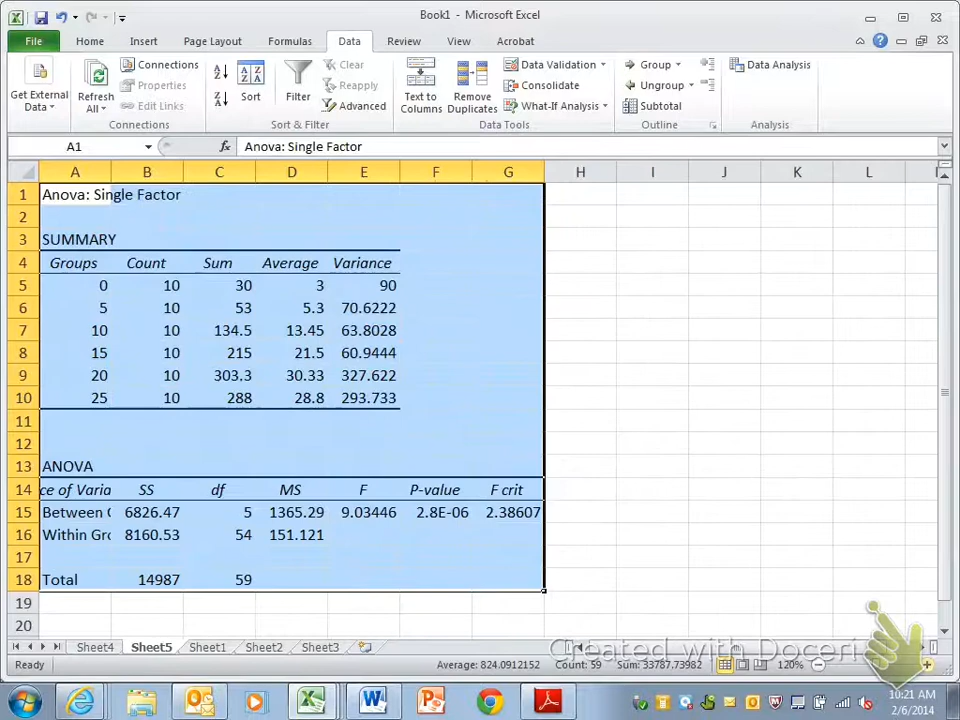 Book1 - Microsoft Excel
File Home Insert Page Layout Formulas Data Review View Acrobat
Get External Data
Refresh All
Connections
Properties
Edit Links
Connections
Sort
Filter
Clear
Reapply
Advanced
Sort & Filter
Text to Columns
Remove Duplicates
Data Validation
Consolidate
What-If Analysis
Data Tools
Group
Ungroup
Subtotal
Outline
Data Analysis
Analysis
A1 fx Anova: Single Factor
A B C D E F G H I J K L
1 Anova: Single Factor
2
3 SUMMARY
4 Groups Count Sum Average Variance
5 0 10 30 3 90
6 5 10 53 5.3 70.6222
7 10 10 134.5 13.45 63.8028
8 15 10 215 21.5 60.9444
9 20 10 303.3 30.33 327.622
10 25 10 288 28.8 293.733
11
12
13 ANOVA
14 ce of Varia SS df MS F P-value F crit
15 Between G 6826.47 5 1365.29 9.03446 2.8E-06 2.38607
16 Within Gro 8160.53 54 151.121
17
18 Total 14987 59
19
20
Sheet4 Sheet5 Sheet1 Sheet2 Sheet3
Created with Doceri
Ready Average: 824.0912152 Count: 59 Sum: 33787.73982 120%
10:21 AM
2/6/2014